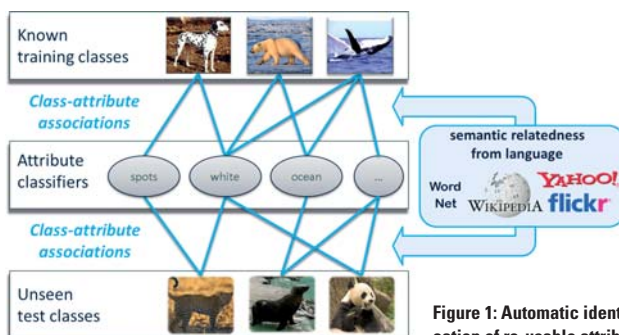 Known
training classes
Class-attribute
associations
Attribute
classifiers
spots
white
ocean
...
semantic relatedness
from language
Word
Net
WIKIPEDIA
YAHOO!
flickr
Class-attribute
associations
Unseen
test classes
Figure 1: Automatic identi
cation of re-usable attrib